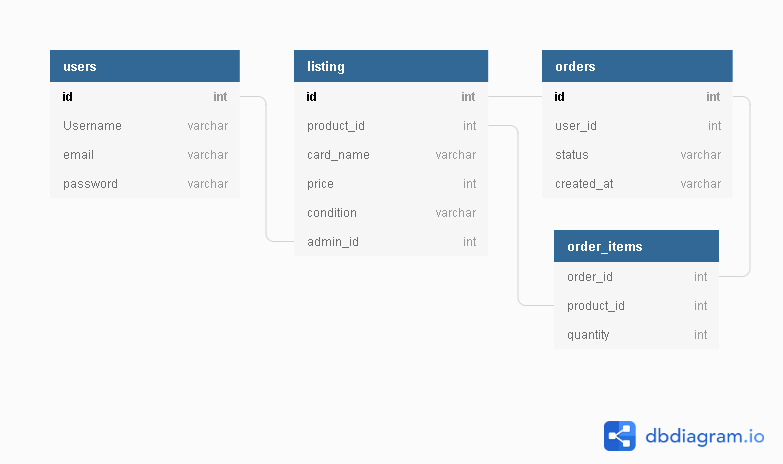 users
id int
Username varchar
email varchar
password varchar
listing
id int
product_id int
card_name varchar
price int
condition varchar
admin_id int
orders
id int
user_id int
status varchar
created_at varchar
order_items
order_id int
product_id int
quantity int
dbdiagram.io